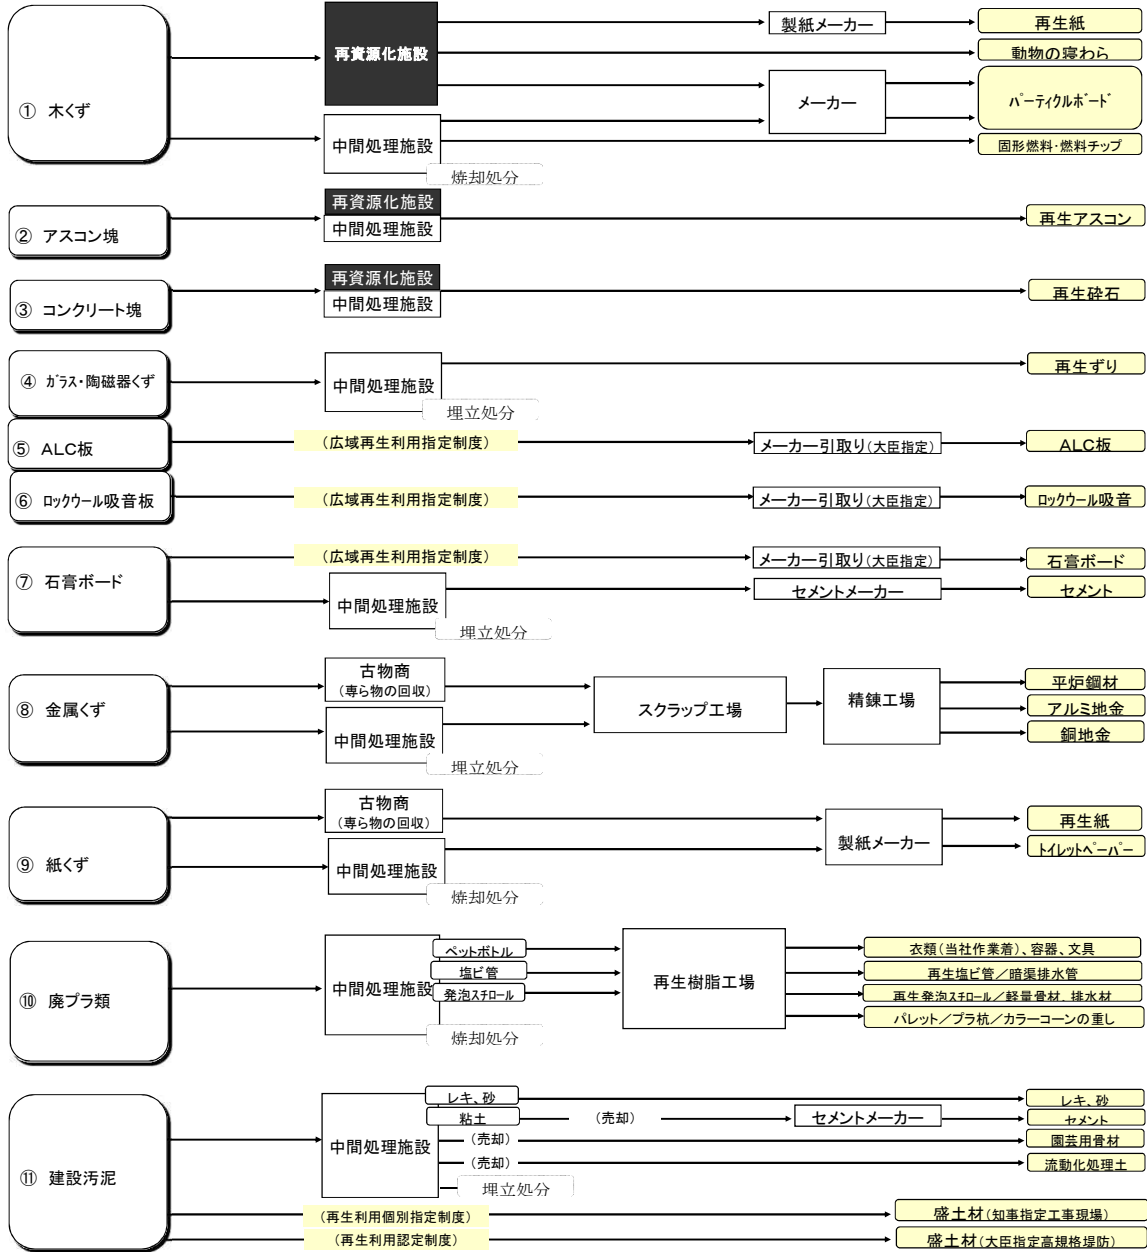 ① 木くず
再資源化施設
製紙メーカー
再生紙
動物の寝わら
メーカー
パーティクルボード
中間処理施設
固形燃料・燃料チップ
焼却処分
② アスコン塊
再資源化施設
中間処理施設
再生アスコン
③ コンクリート塊
再資源化施設
中間処理施設
再生砕石
④ ガラス・陶磁器くず
中間処理施設
再生ずり
埋立処分
⑤ ALC板
(広域再生利用指定制度)
メーカー引取り(大臣指定)
ALC板
⑥ ロックウール吸音板
(広域再生利用指定制度)
メーカー引取り(大臣指定)
ロックウール吸音
⑦ 石膏ボード
(広域再生利用指定制度)
メーカー引取り(大臣指定)
石膏ボード
中間処理施設
セメントメーカー
セメント
埋立処分
⑧ 金属くず
古物商
(専ら物の回収)
中間処理施設
埋立処分
スクラップ工場
精錬工場
平炉鋼材
アルミ地金
銅地金
⑨ 紙くず
古物商
(専ら物の回収)
中間処理施設
焼却処分
製紙メーカー
再生紙
トイレットペーパー
⑩ 廃プラ類
中間処理施設
ペットボトル
塩ビ管
発泡スチロール
焼却処分
再生樹脂工場
衣類(当社作業着)、容器、文具
再生塩ビ管/暗渠排水管
再生発泡スチロール/軽量骨材、排水材
パレット/プラ杭/カラーコーンの重し
⑪ 建設汚泥
中間処理施設
レキ、砂
レキ、砂
粘土
(売却)
セメントメーカー
セメント
(売却)
園芸用骨材
(売却)
流動化処理土
埋立処分
(再生利用個別指定制度)
盛土材(知事指定工事現場)
(再生利用認定制度)
盛土材(大臣指定高規格堤防)